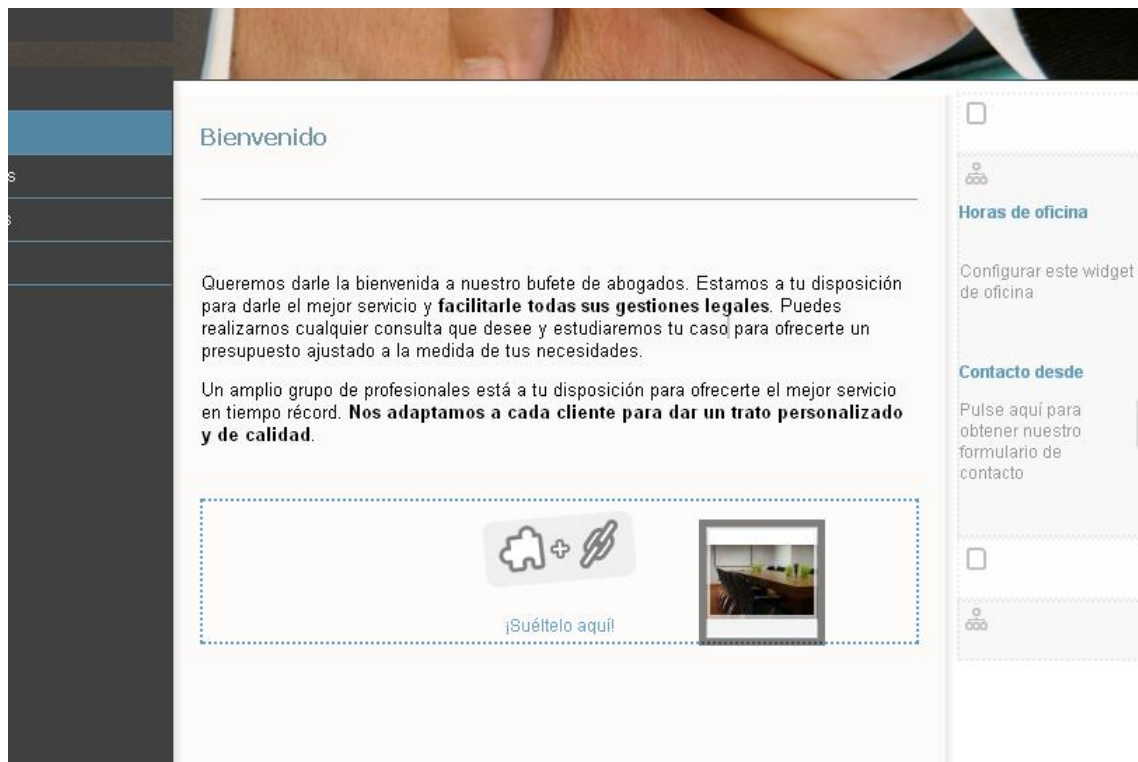 s
s
Bienvenido
Queremos darle la bienvenida a nuestro bufete de abogados. Estamos a tu disposición
para darle el mejor servicio y facilitarle todas sus gestiones legales. Puedes
realizarnos cualquier consulta que desee y estudiaremos tu caso para ofrecerte un
presupuesto ajustado a la medida de tus necesidades.
Un amplio grupo de profesionales está a tu disposición para ofrecerte el mejor servicio
en tiempo récord. Nos adaptamos a cada cliente para dar un trato personalizado
y de calidad.
¡Suéltelo aquí!
Horas de oficina
Configurar este widget
de oficina
Contacto desde
Pulse aquí para
obtener nuestro
formulario de
contacto